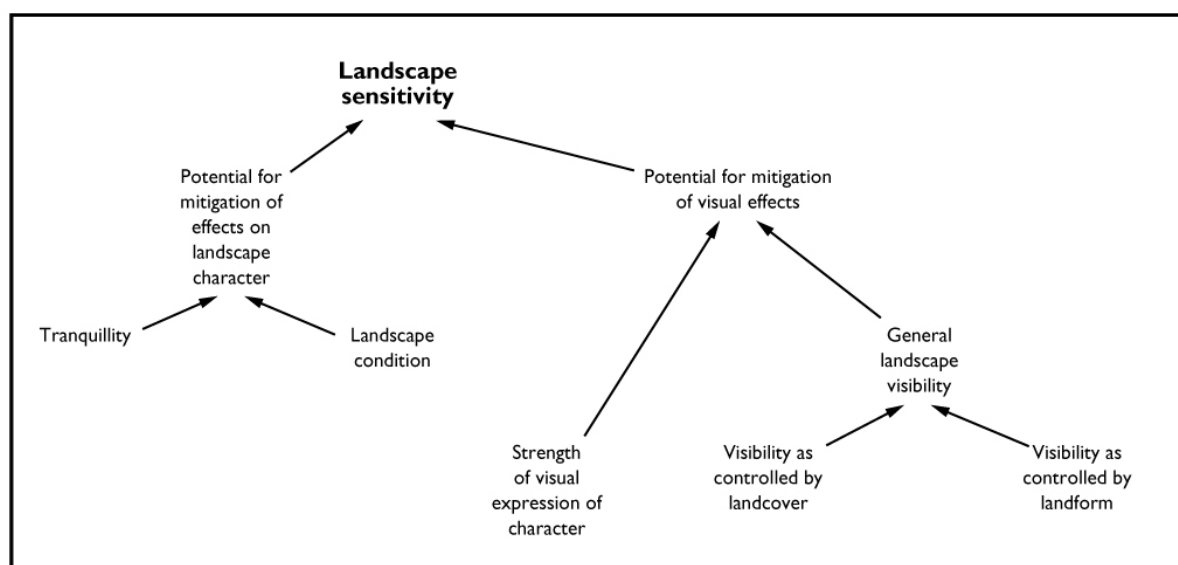 Landscape
sensitivity
Potential for
mitigation of
effects on
landscape
character
Potential for mitigation
of visual effects
Tranquillity
Landscape
condition
General
landscape
visibility
Strength
of visual
expression of
character
Visibility as
controlled by
landcover
Visibility as
controlled by
landform